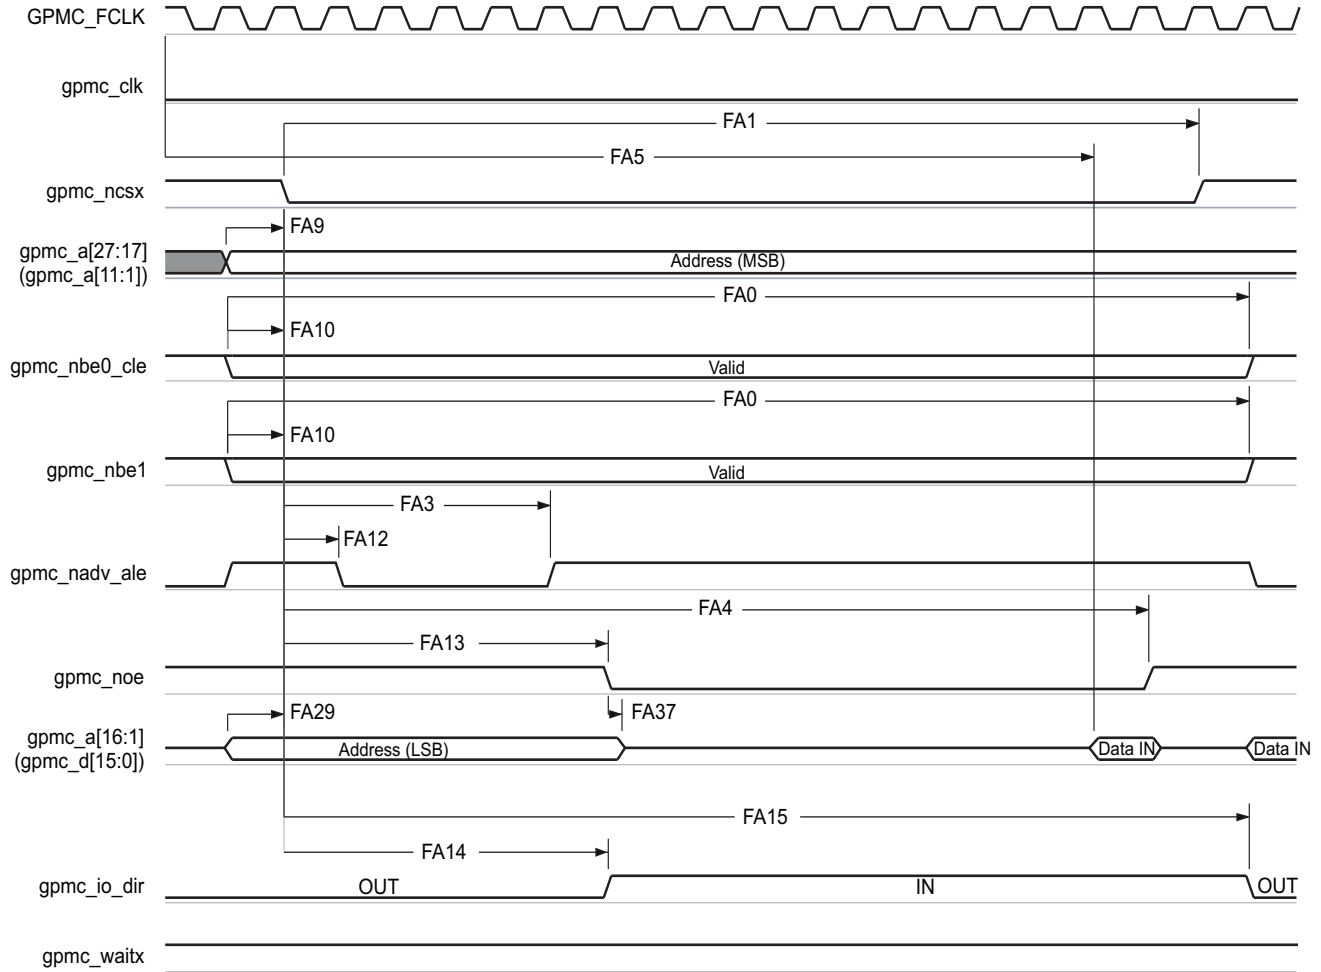 GPMC_FCLK
gpmc_clk
FA1
FA5
gpmc_ncsx
FA9
gpmc_a[27:17]
(gpmc_a[11:1])
Address (MSB)
FA0
FA10
gpmc_nbe0_cle
Valid
FA0
FA10
gpmc_nbe1
Valid
FA3
FA12
gpmc_nadv_ale
FA4
FA13
gpmc_noe
FA29
FA37
gpmc_a[16:1]
(gpmc_d[15:0])
Address (LSB)
Data IN
Data IN
FA15
FA14
gpmc_io_dir
OUT
IN
OUT
gpmc_waitx